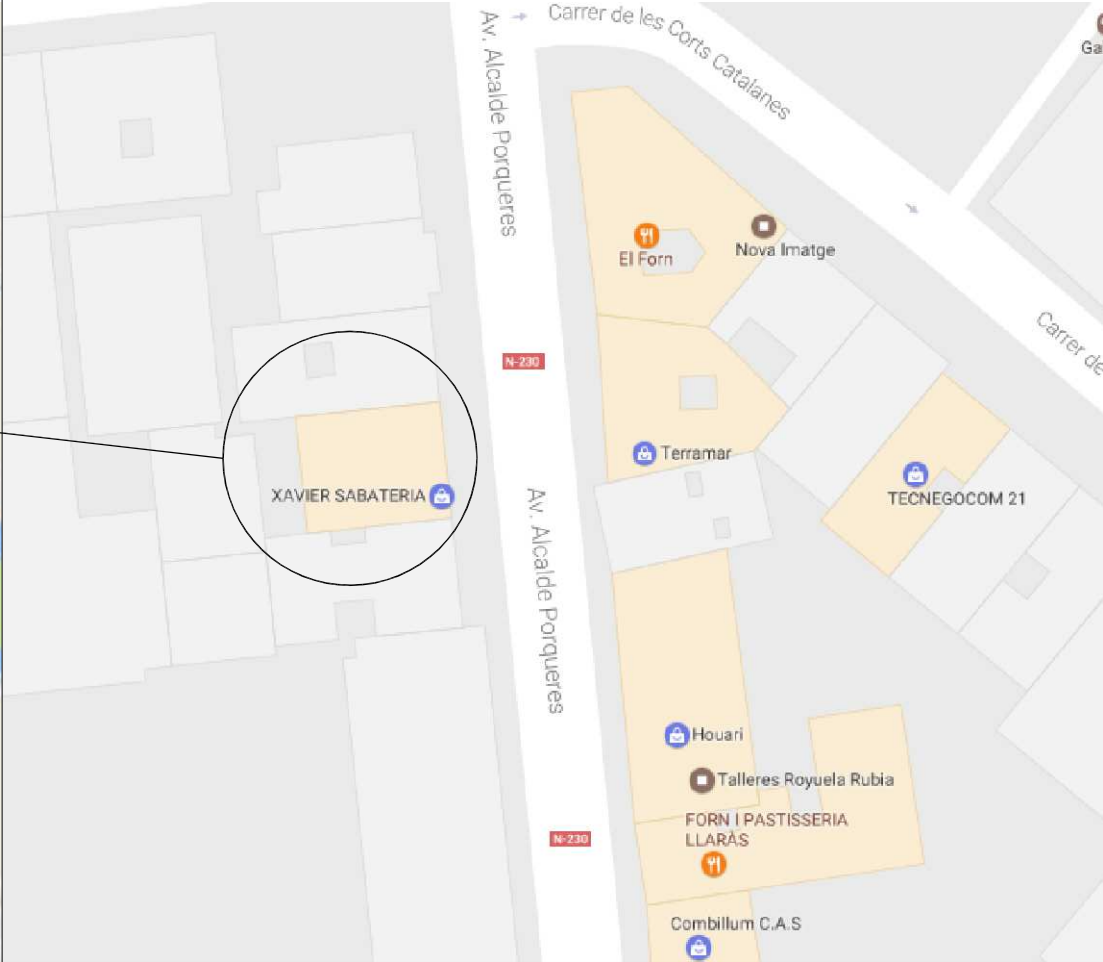 Av. Alcalde Porqueres
Carrer de les Corts Catalanes
Ga
El Forn
Nova Imatge
N-230
Carrer de
Terramar
XAVIER SABATERIA
TECNEGOCOM 21
Av. Alcalde Porqueres
Houari
Talleres Royuela Rubia
FORN I PASTISSERIA
LLARÀS
N-230
Combillum C.A.S